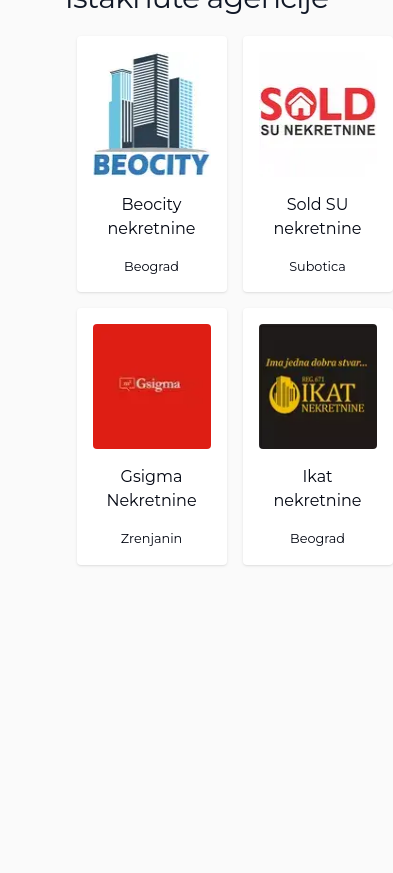 Istaknute agencije
BEOCITY
Beocity
nekretnine
Beograd
SOLD
SU NEKRETNINE
Sold SU
nekretnine
Subotica
Gsigma
Gsigma
Nekretnine
Zrenjanin
Ima jedna dobra stvar...
REG. 671
IKAT
NEKRETNINE
Ikat
nekretnine
Beograd